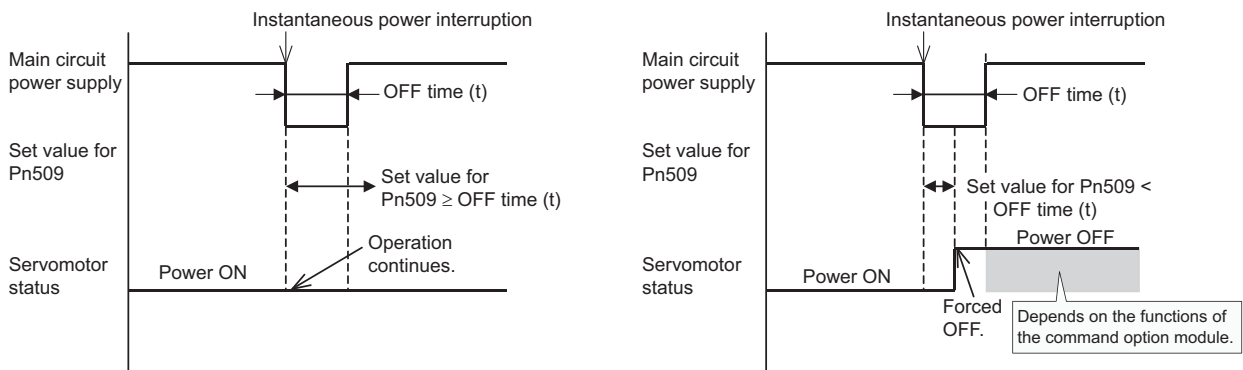 Instantaneous power interruption
Main circuit
power supply
OFF time (t)
Set value for
Pn509
Set value for
Pn509 ≥ OFF time (t)
Operation
continues.
Servomotor
status
Power ON
Instantaneous power interruption
Main circuit
power supply
OFF time (t)
Set value for
Pn509
Set value for Pn509 <
OFF time (t)
Power OFF
Servomotor
status
Power ON
Forced
OFF.
Depends on the functions of
the command option module.